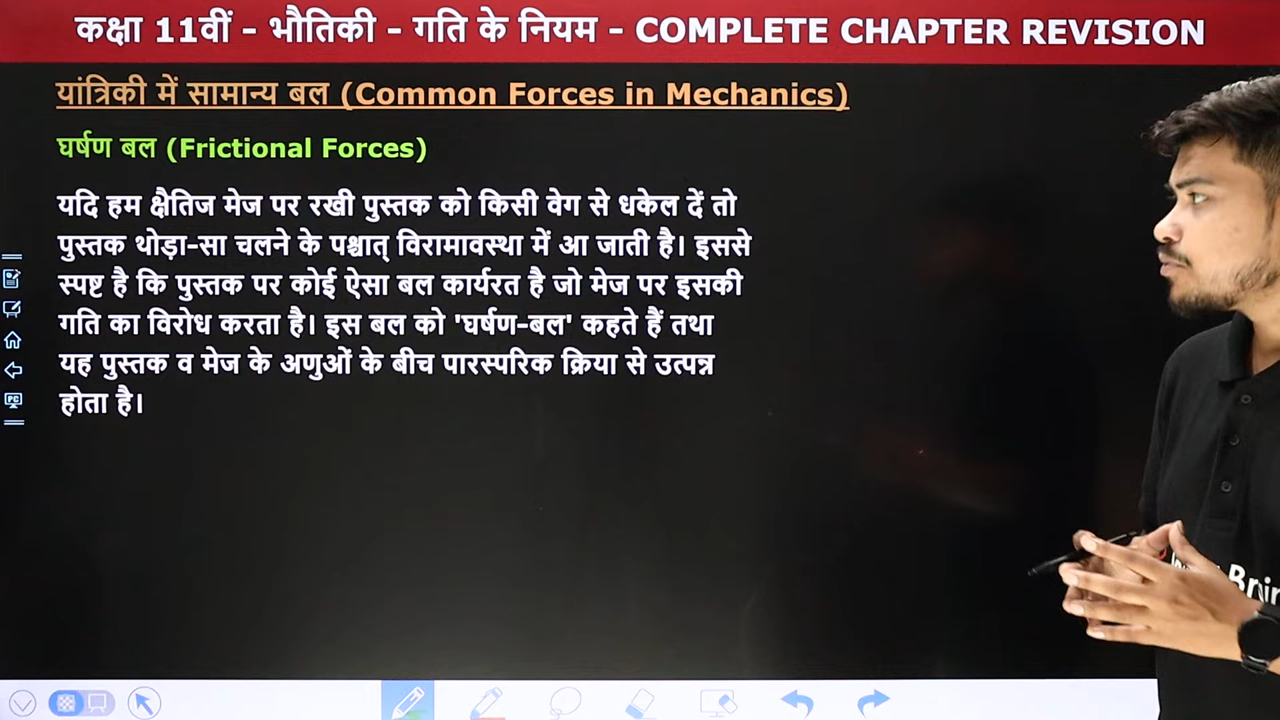 कक्षा 11वीं - भौतिकी - गति के नियम - COMPLETE CHAPTER REVISION
यांत्रिकी में सामान्य बल (Common Forces in Mechanics)
घर्षण बल (Frictional Forces)
यदि हम क्षैतिज मेज पर रखी पुस्तक को किसी वेग से धकेल दें तो
पुस्तक थोड़ा-सा चलने के पश्चात् विरामावस्था में आ जाती है। इससे
स्पष्ट है कि पुस्तक पर कोई ऐसा बल कार्यरत है जो मेज पर इसकी
गति का विरोध करता है। इस बल को 'घर्षण-बल' कहते हैं तथा
यह पुस्तक व मेज के अणुओं के बीच पारस्परिक क्रिया से उत्पन्न
होता है।
PC